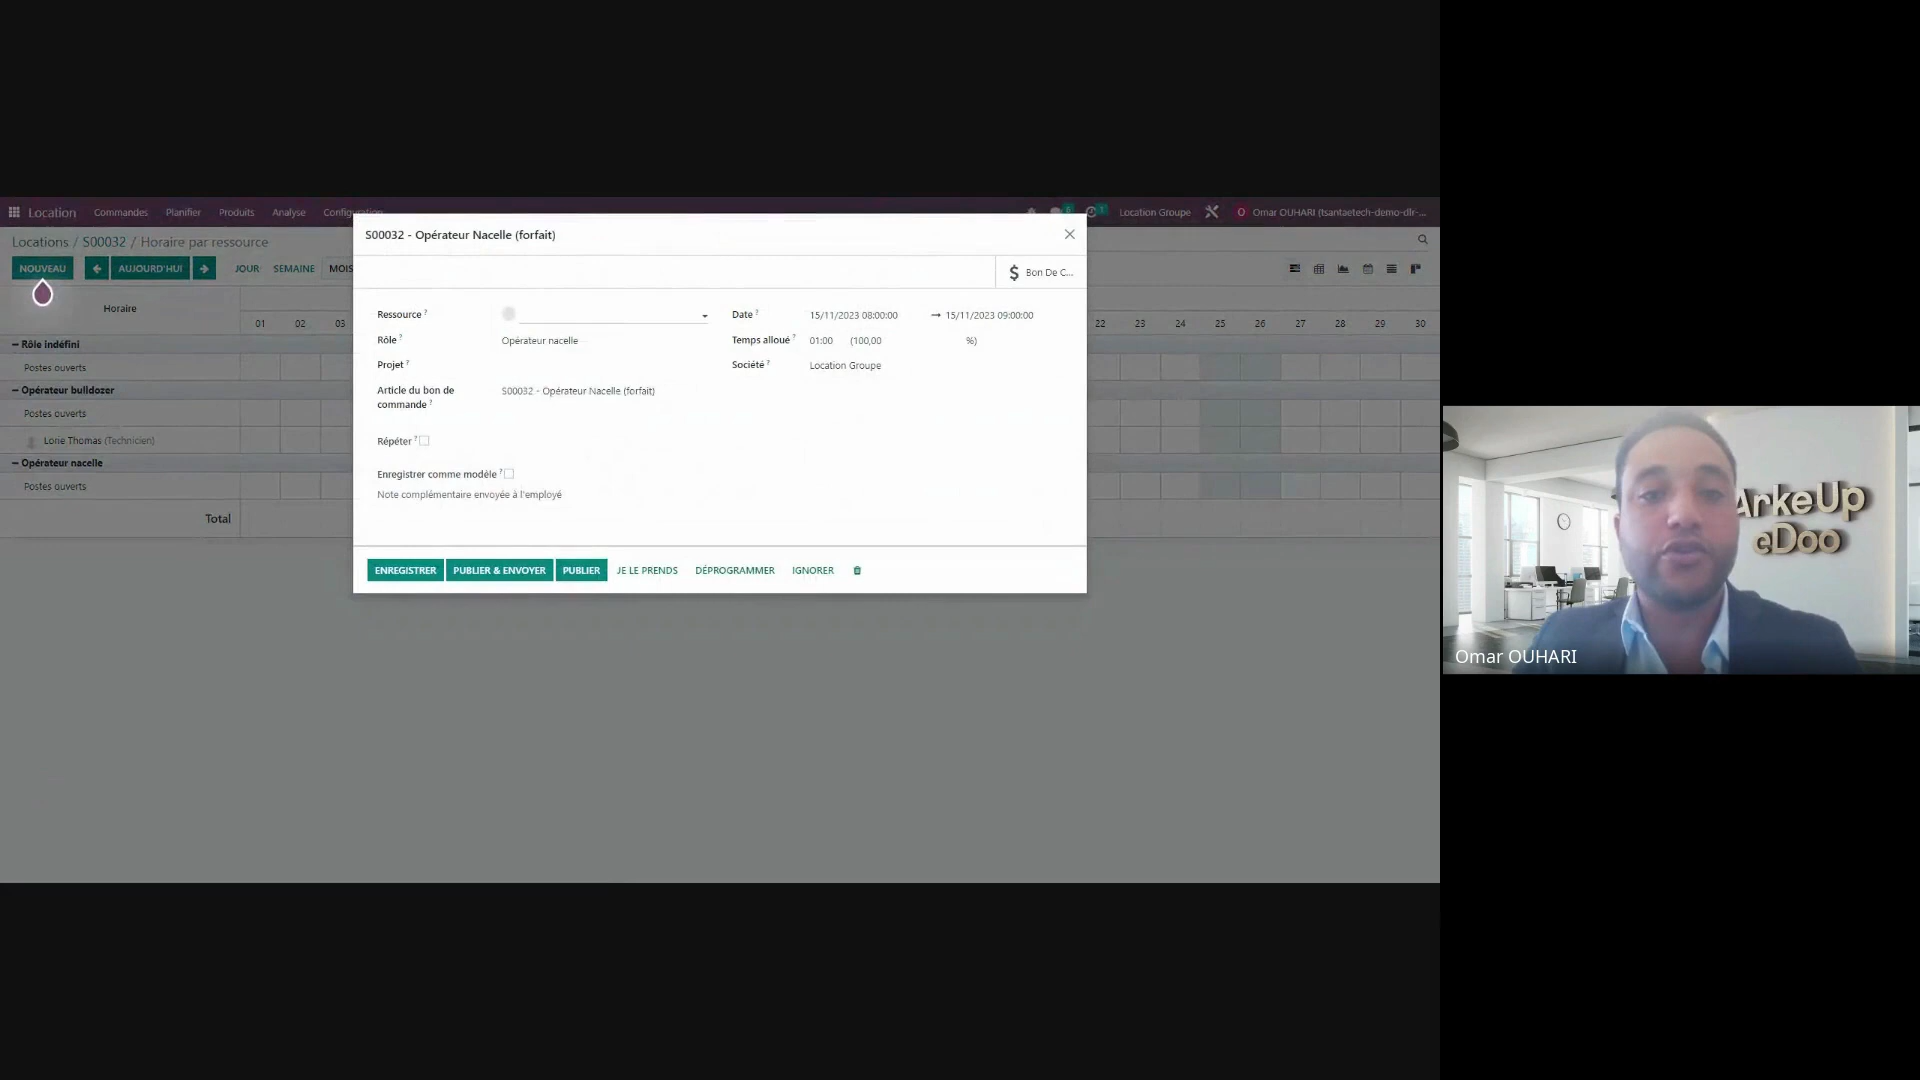 Location Commandes Planifier Produits Analyse Configuration
6 1 Location Groupe O Omar OUHARI (tsantaetech-demo-dlr-...
Locations / S00032 / Horaire par ressource
NOUVEAU AUJOURD'HUI JOUR SEMAINE MOIS
Horaire
01 02 03 22 23 24 25 26 27 28 29 30
Rôle indéfini
Postes ouverts
Opérateur bulldozer
Postes ouverts
Lorie Thomas (Technicien)
Opérateur nacelle
Postes ouverts
Total
S00032 - Opérateur Nacelle (forfait)
$ Bon De C...
Ressource ?
Rôle ? Opérateur nacelle
Projet ?
Article du bon de
commande ? S00032 - Opérateur Nacelle (forfait)
Date ? 15/11/2023 08:00:00 → 15/11/2023 09:00:00
Temps alloué ? 01:00 (100,00 %)
Société ? Location Groupe
Répéter ?
Enregistrer comme modèle ?
Note complémentaire envoyée à l'employé
ENREGISTRER PUBLIER & ENVOYER PUBLIER JE LE PRENDS DÉPROGRAMMER IGNORER
ArkeUp
eDoo
Omar OUHARI